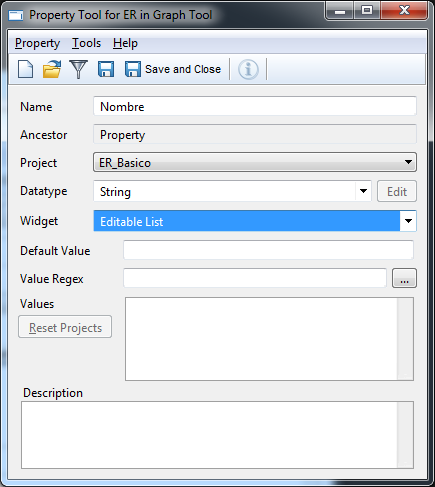 Property Tool for ER in Graph Tool
Property Tools Help
Save and Close
Name Nombre
Ancestor Property
Project ER_Basico
Datatype String Edit
Widget Editable List
Default Value
Value Regex ...
Values
Reset Projects
Description